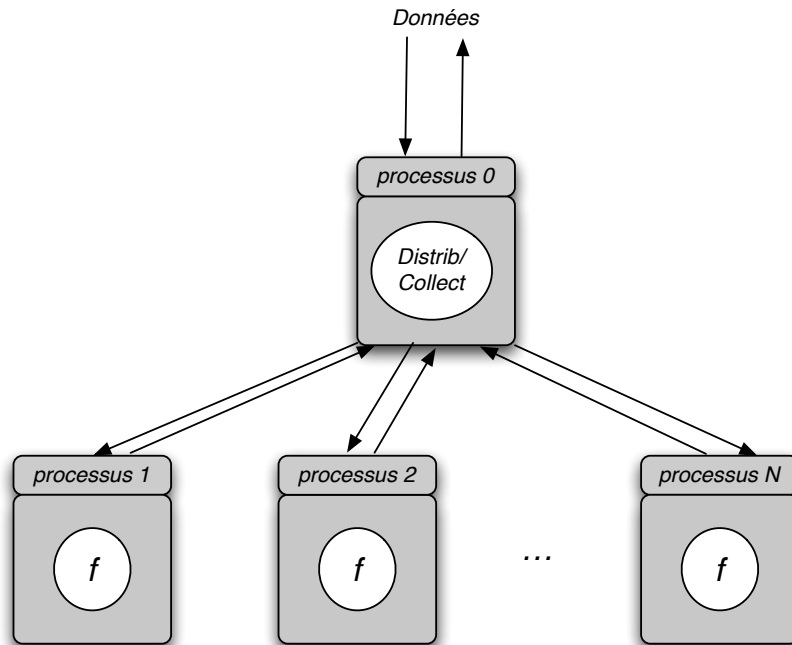 Données
processus 0
Distrib/
Collect
processus 1
processus 2
processus N
f
f
...
f